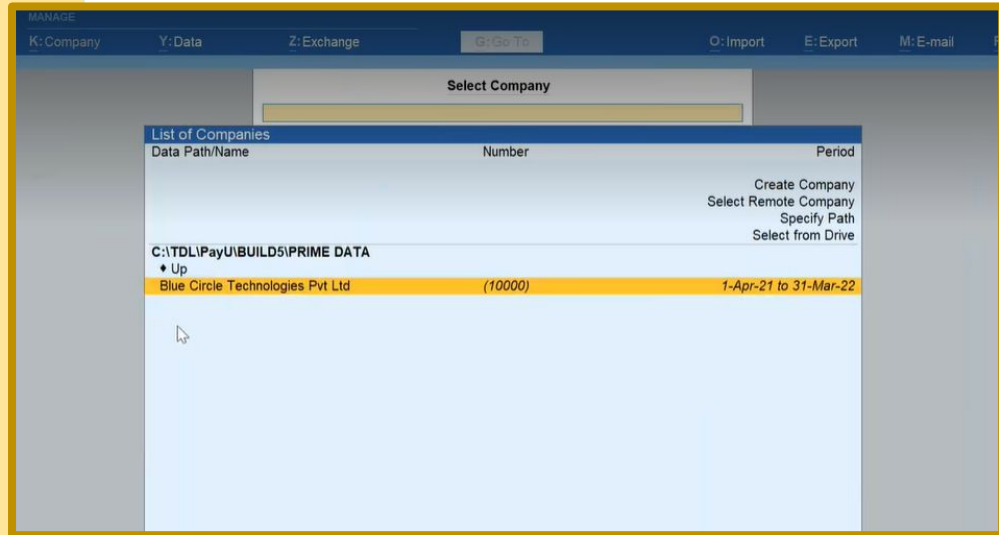 MANAGE
K:Company Y:Data Z:Exchange G:Go To O:Import E:Export M:E-mail
Select Company
List of Companies
Data Path/Name Number Period
Create Company
Select Remote Company
Specify Path
Select from Drive
C:\TDL\PayU\BUILD5\PRIME DATA
♦ Up
Blue Circle Technologies Pvt Ltd (10000) 1-Apr-21 to 31-Mar-22